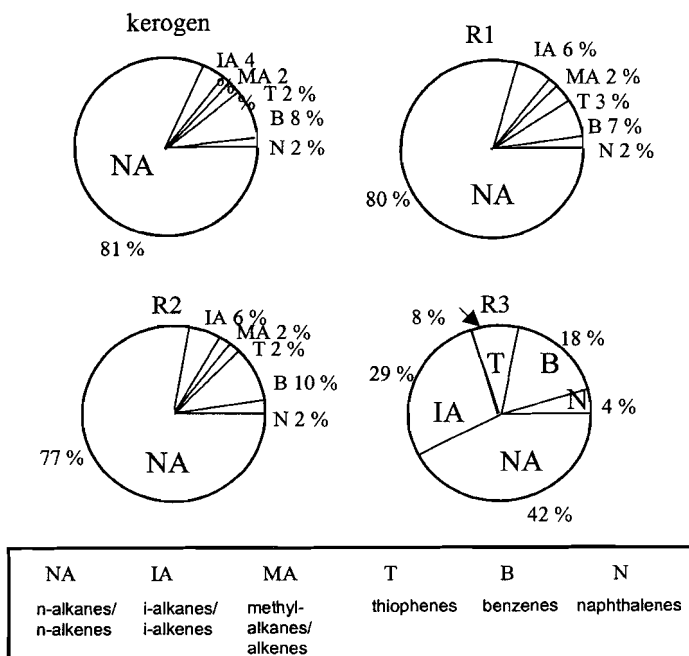 kerogen
IA 4
%
MA 2
%
T 2 %
B 8 %
N 2 %
NA
81 %
R1
IA 6 %
MA 2 %
T 3 %
B 7 %
N 2 %
NA
80 %
R2
IA 6 %
MA 2 %
T 2 %
B 10 %
N 2 %
NA
77 %
R3
8 %
18 %
29 %
T
B
N
4 %
IA
NA
42 %
NA IA MA T B N
n-alkanes/ i-alkanes/ methyl- thiophenes benzenes naphthalenes
n-alkenes i-alkenes alkanes/
alkenes